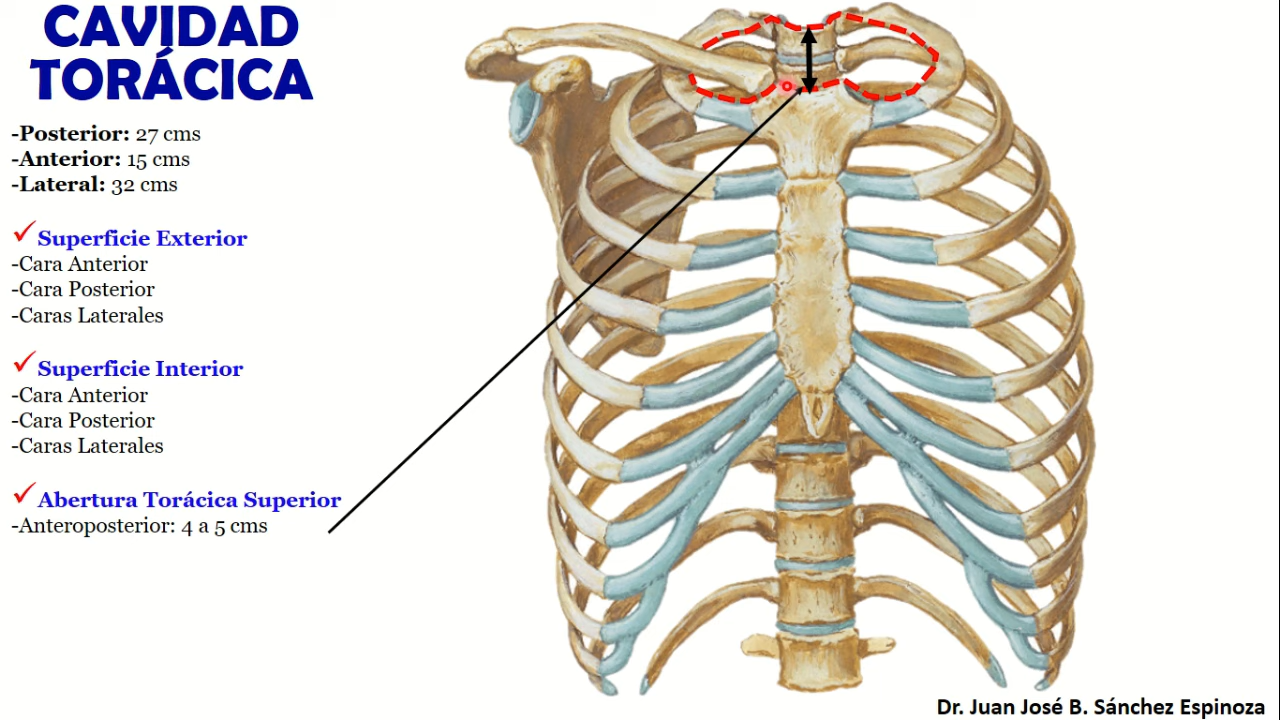 CAVIDAD
TORÁCICA
-Posterior: 27 cms
-Anterior: 15 cms
-Lateral: 32 cms
✓Superficie Exterior
-Cara Anterior
-Cara Posterior
-Caras Laterales
✓Superficie Interior
-Cara Anterior
-Cara Posterior
-Caras Laterales
✓Abertura Torácica Superior
-Anteroposterior: 4 a 5 cms
Dr. Juan José B. Sánchez Espinoza